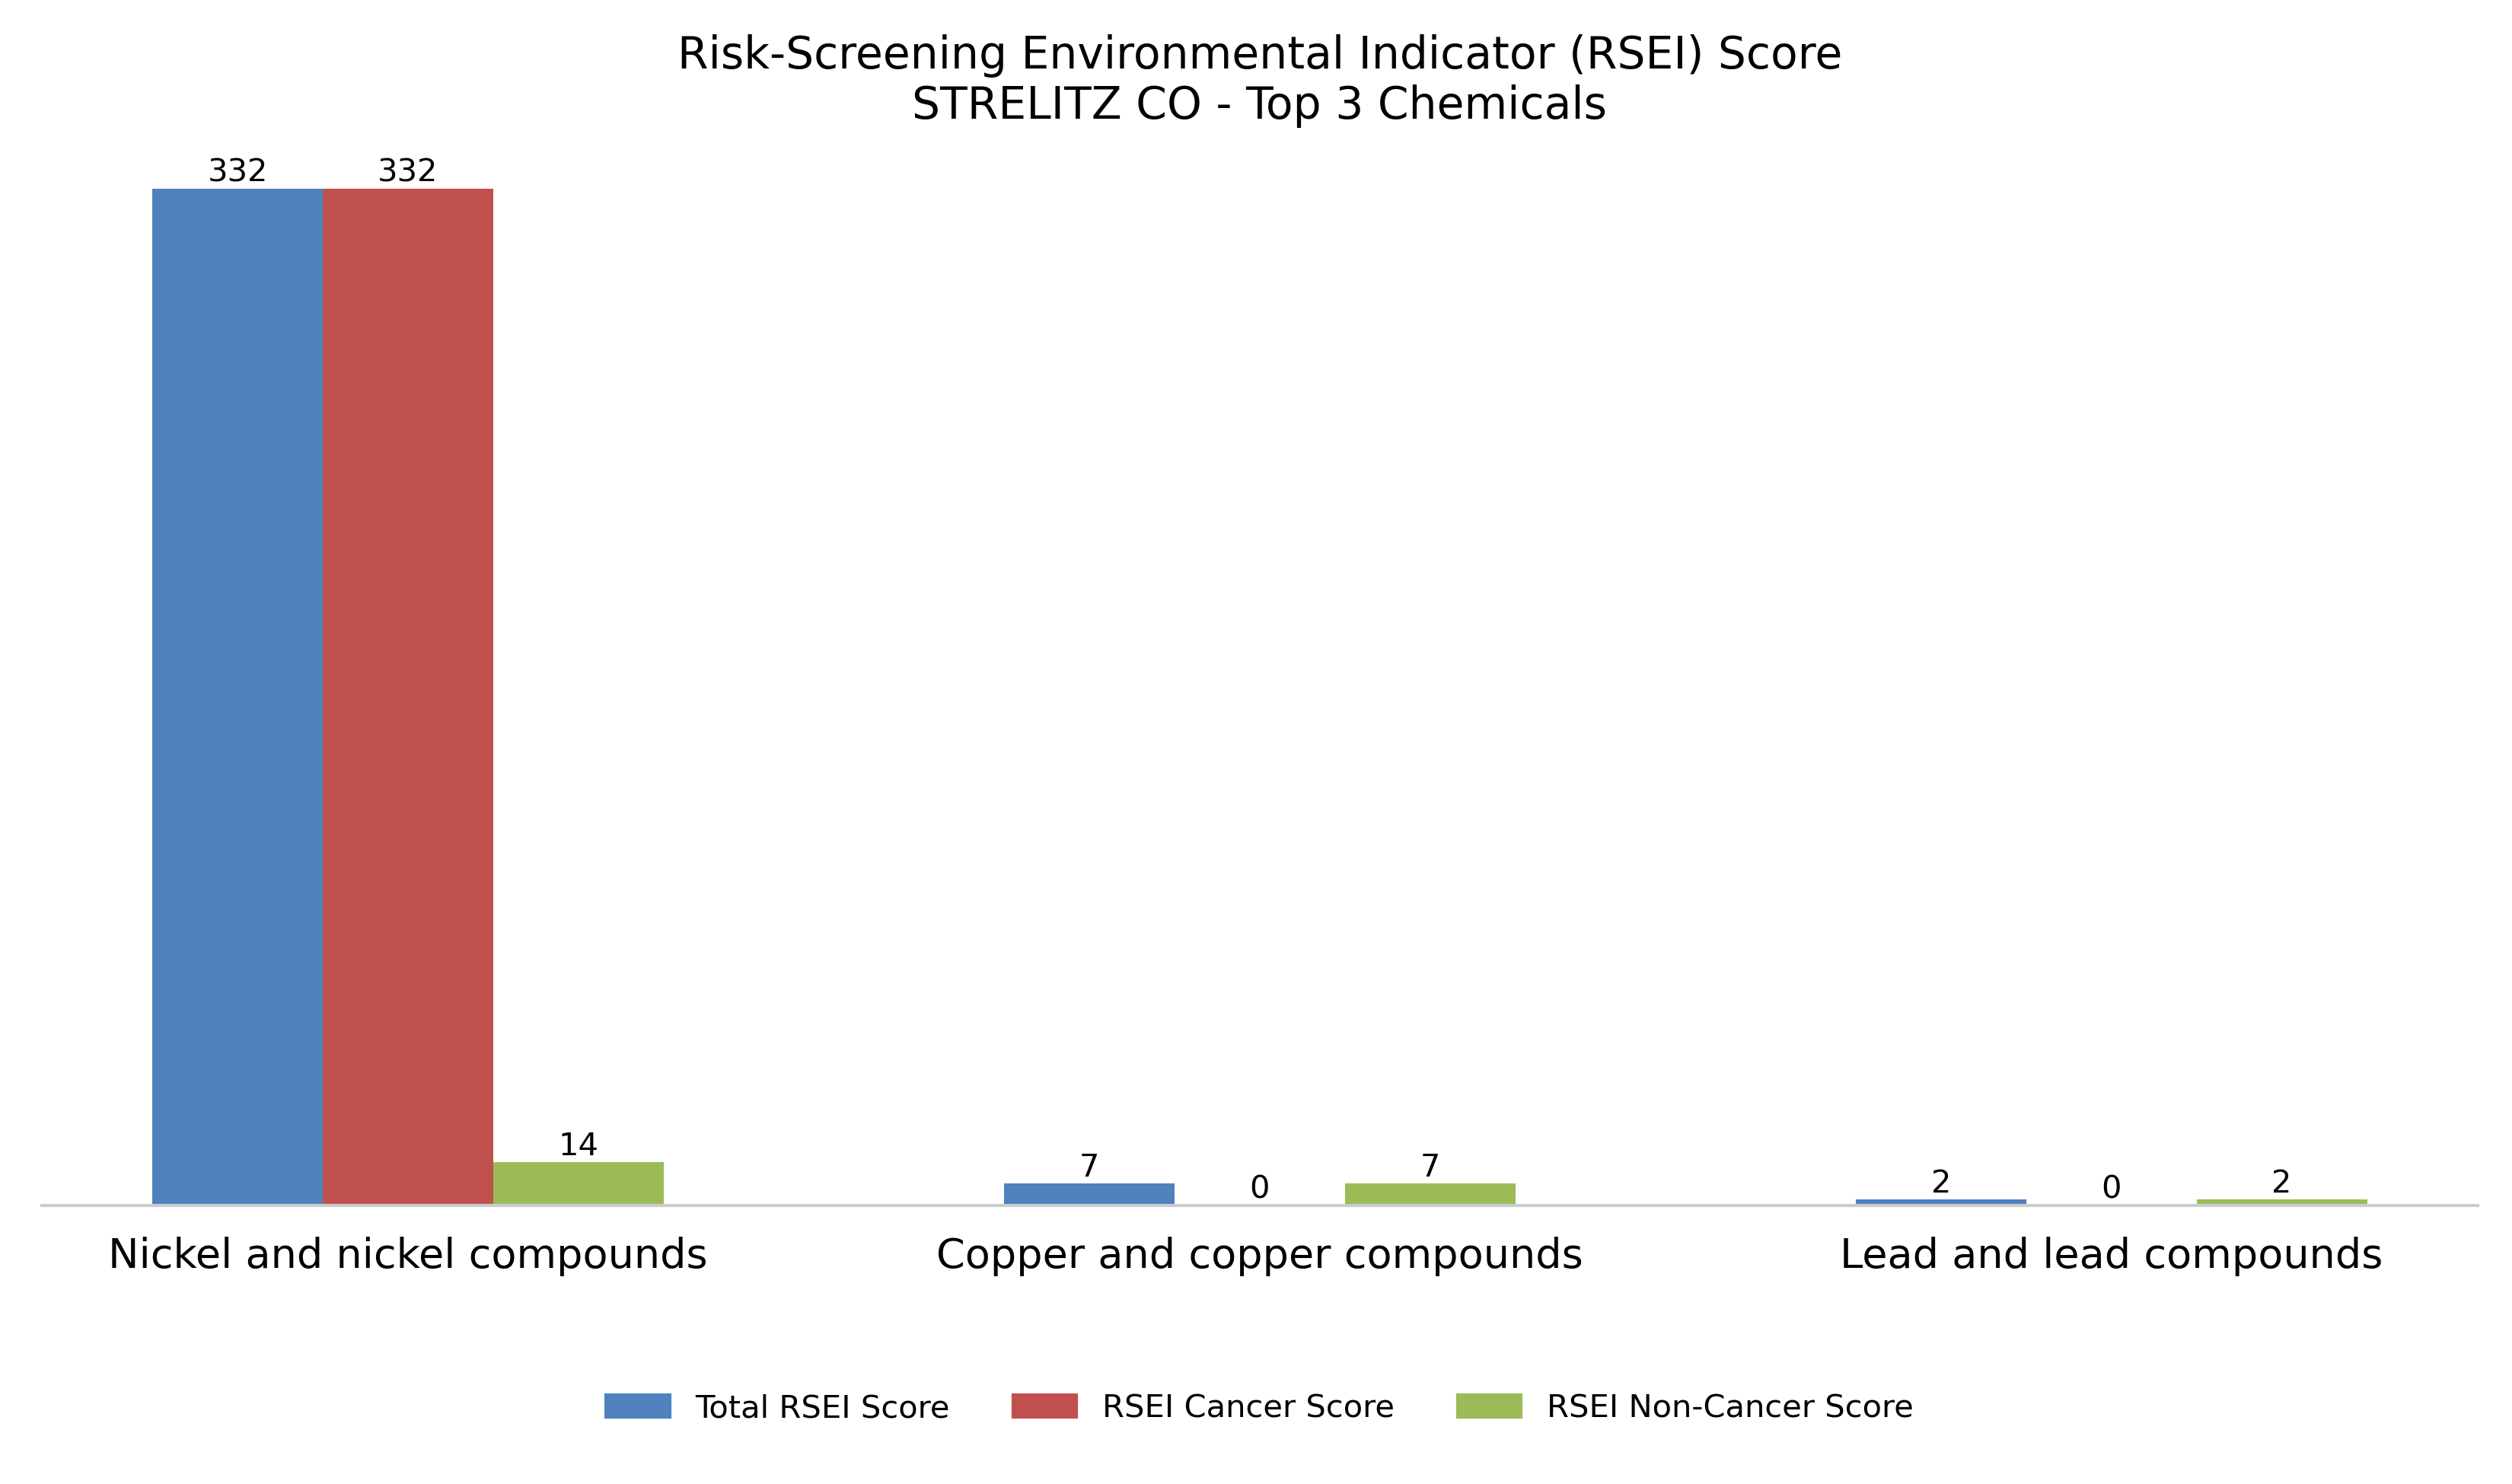 Risk-Screening Environmental Indicator (RSEI) Score
STRELITZ CO - Top 3 Chemicals
332
332
14
7
0
7
2
0
2
Nickel and nickel compounds
Copper and copper compounds
Lead and lead compounds
Total RSEI Score
RSEI Cancer Score
RSEI Non-Cancer Score